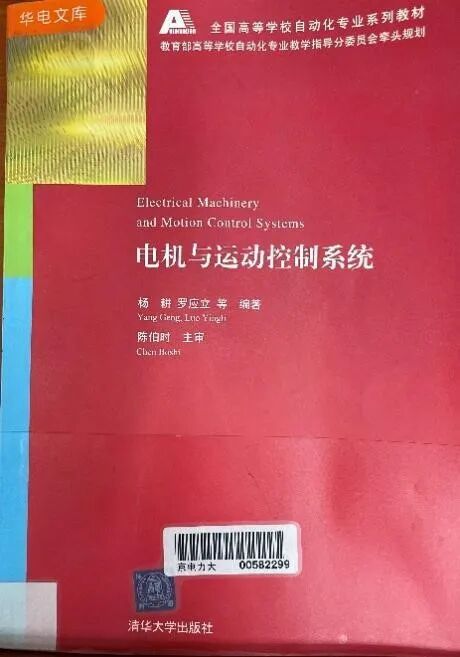 华电文库
全国高等学校自动化专业系列教材
教育部高等学校自动化专业教学指导分委员会牵头规划
Electrical Machinery
and Motion Control Systems
电机与运动控制系统
杨 耕 罗应立 等 编著
Yang Geng, Luo Yingli
陈伯时 主审
Chen Boshi
京电力大 00582299
清华大学出版社